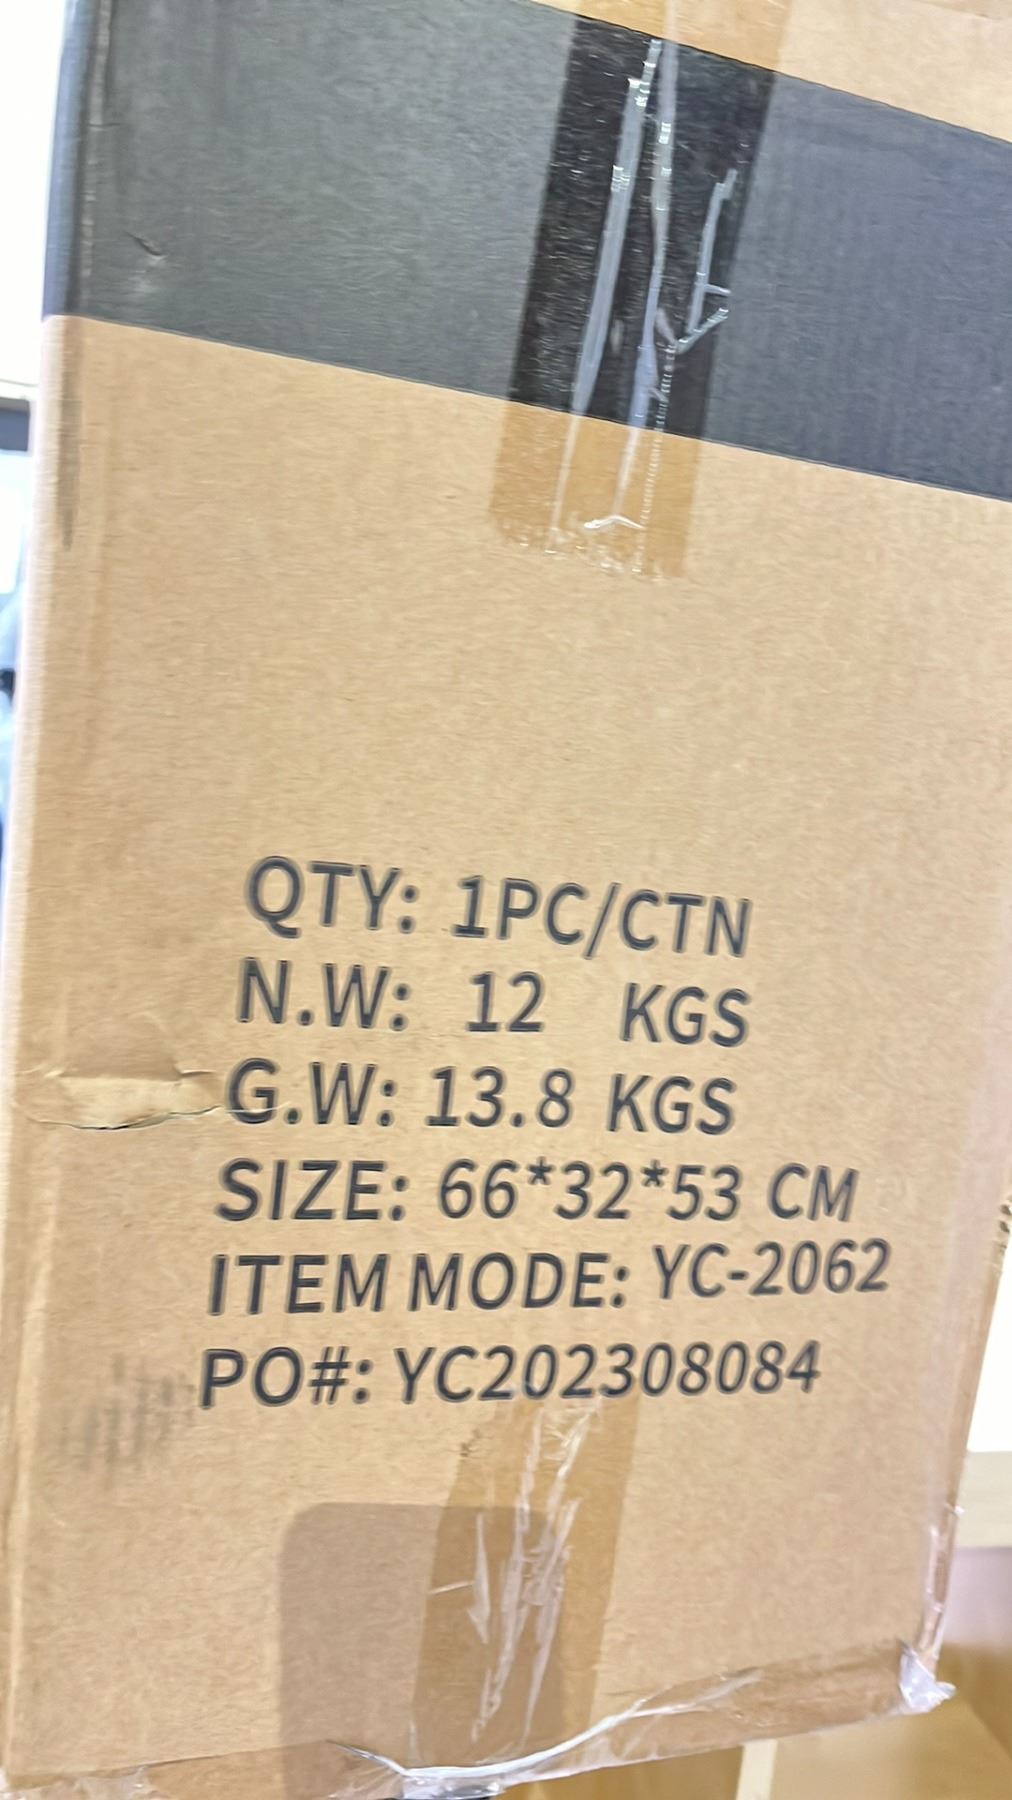 QTY: 1PC/CTN
N.W: 12 KGS
G.W: 13.8 KGS
SIZE: 66*32*53 CM
ITEM MODE: YC-2062
PO#: YC202308084